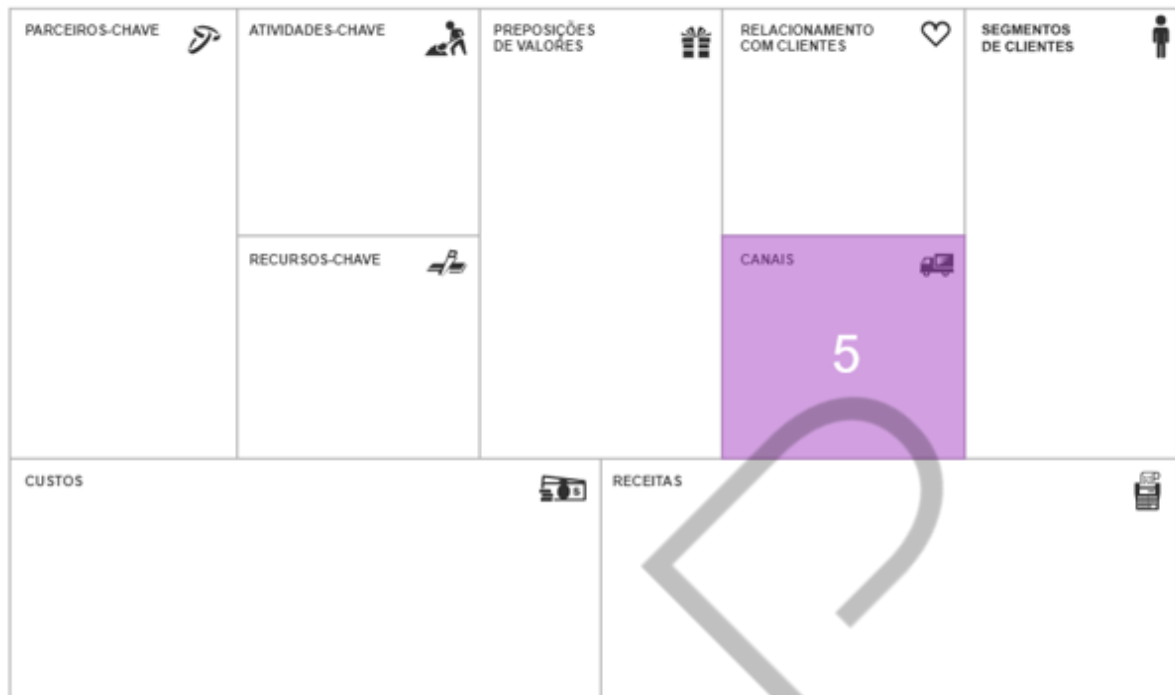 PARCEIROS-CHAVE
ATIVIDADES-CHAVE
PREPOSIÇÕES
DE VALORES
RELACIONAMENTO
COM CLIENTES
SEGMENTOS
DE CLIENTES
RECURSOS-CHAVE
CANAIS
5
CUSTOS
RECEITAS